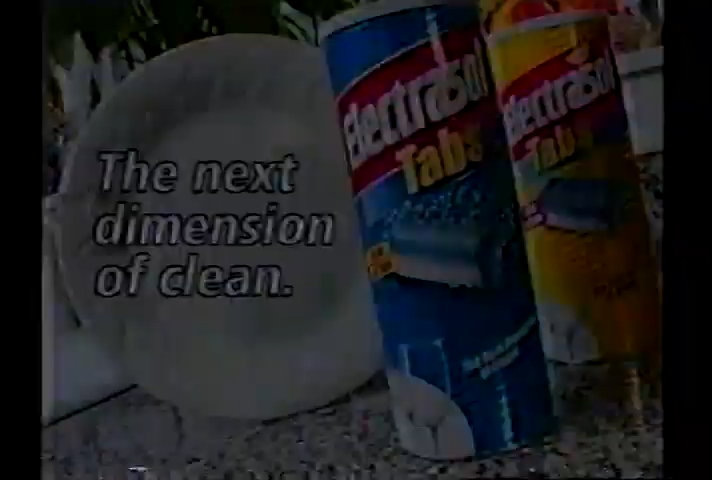 The next
dimension
of clean.
Electrasol
Tabs
Electrasol
Tabs